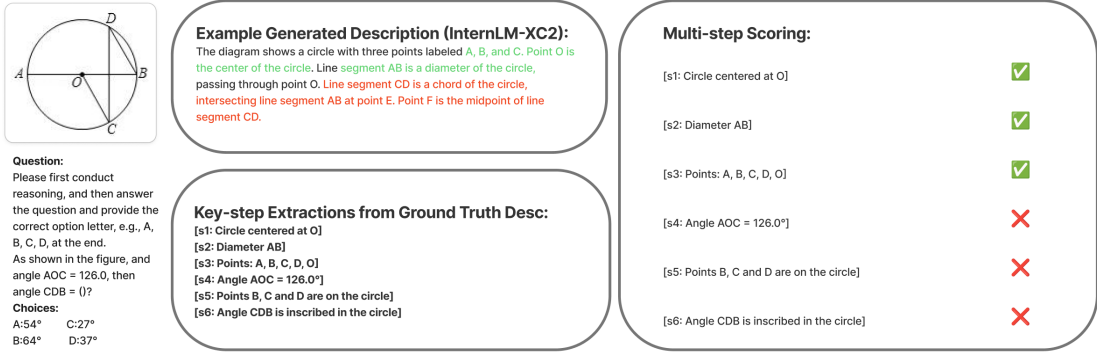 D
A
O
B
C
Question:
Please first conduct
reasoning, and then answer
the question and provide the
correct option letter, e.g., A,
B, C, D, at the end.
As shown in the figure, and
angle AOC = 126.0, then
angle CDB = ()?
Choices:
A:54° C:27°
B:64° D:37°
Example Generated Description (InternLM-XC2):
The diagram shows a circle with three points labeled A, B, and C. Point O is
the center of the circle. Line segment AB is a diameter of the circle,
passing through point O. Line segment CD is a chord of the circle,
intersecting line segment AB at point E. Point F is the midpoint of line
segment CD.
Key-step Extractions from Ground Truth Desc:
[s1: Circle centered at O]
[s2: Diameter AB]
[s3: Points: A, B, C, D, O]
[s4: Angle AOC = 126.0°]
[s5: Points B, C and D are on the circle]
[s6: Angle CDB is inscribed in the circle]
Multi-step Scoring:
[s1: Circle centered at O] ✅
[s2: Diameter AB] ✅
[s3: Points: A, B, C, D, O] ✅
[s4: Angle AOC = 126.0°] ❌
[s5: Points B, C and D are on the circle] ❌
[s6: Angle CDB is inscribed in the circle] ❌